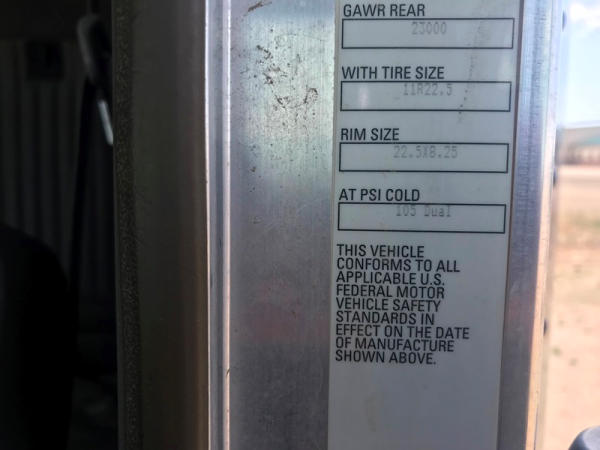 GAWR REAR
23000
WITH TIRE SIZE
11R22.5
RIM SIZE
22.5X8.25
AT PSI COLD
105 Dual
THIS VEHICLE
CONFORMS TO ALL
APPLICABLE U.S.
FEDERAL MOTOR
VEHICLE SAFETY
STANDARDS IN
EFFECT ON THE DATE
OF MANUFACTURE
SHOWN ABOVE.